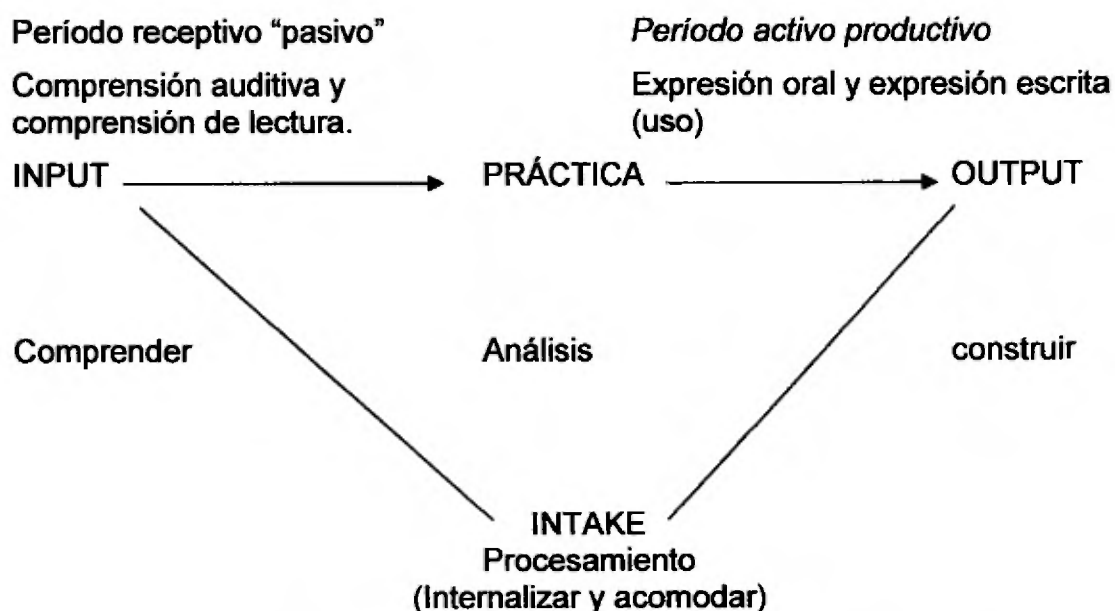 Período receptivo “pasivo”
Período activo productivo
Comprensión auditiva y
comprensión de lectura.
Expresión oral y expresión escrita
(uso)
INPUT
PRÁCTICA
OUTPUT
Comprender
Análisis
construir
INTAKE
Procesamiento
(Internalizar y acomodar)